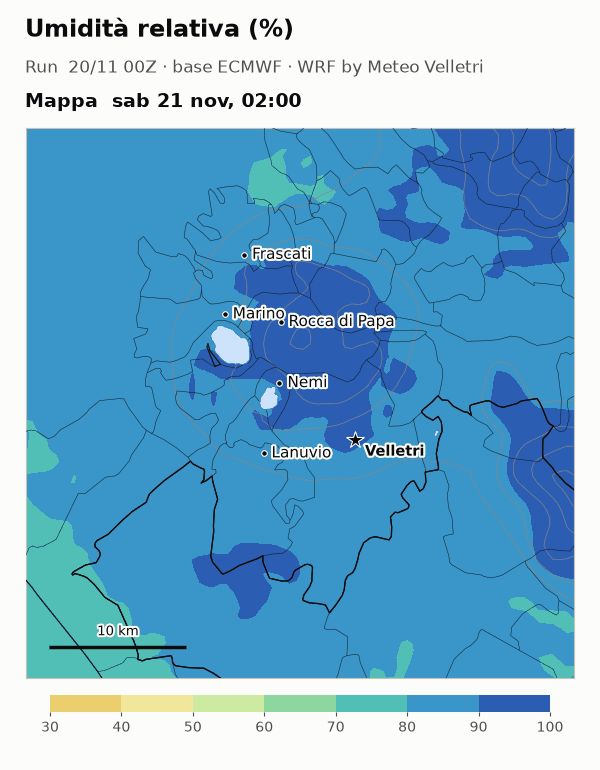 Umidità relativa (%)
Run  20/11 00Z · base ECMWF · WRF by Meteo Velletri
Mappa  sab 21 nov, 02:00
Frascati
Marino
Rocca di Papa
Nemi
Velletri
Lanuvio
10 km
30 40 50 60 70 80 90 100